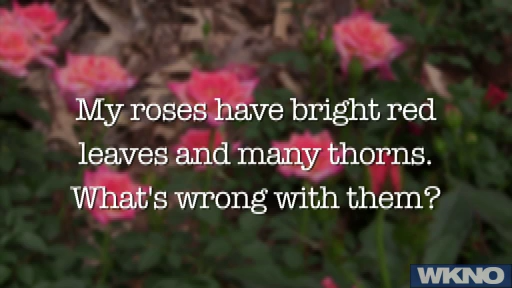 My roses have bright red
leaves and many thorns.
What's wrong with them?
WKNO